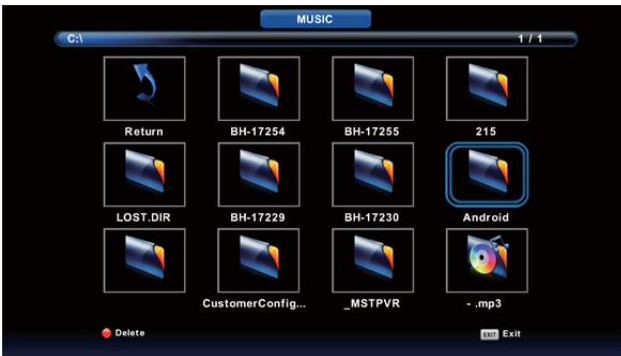 MUSIC
C:\ 1 / 1
Return BH-17254 BH-17255 215
LOST.DIR BH-17229 BH-17230 Android
CustomerConfig... _MSTPVR - .mp3
Delete EXIT Exit